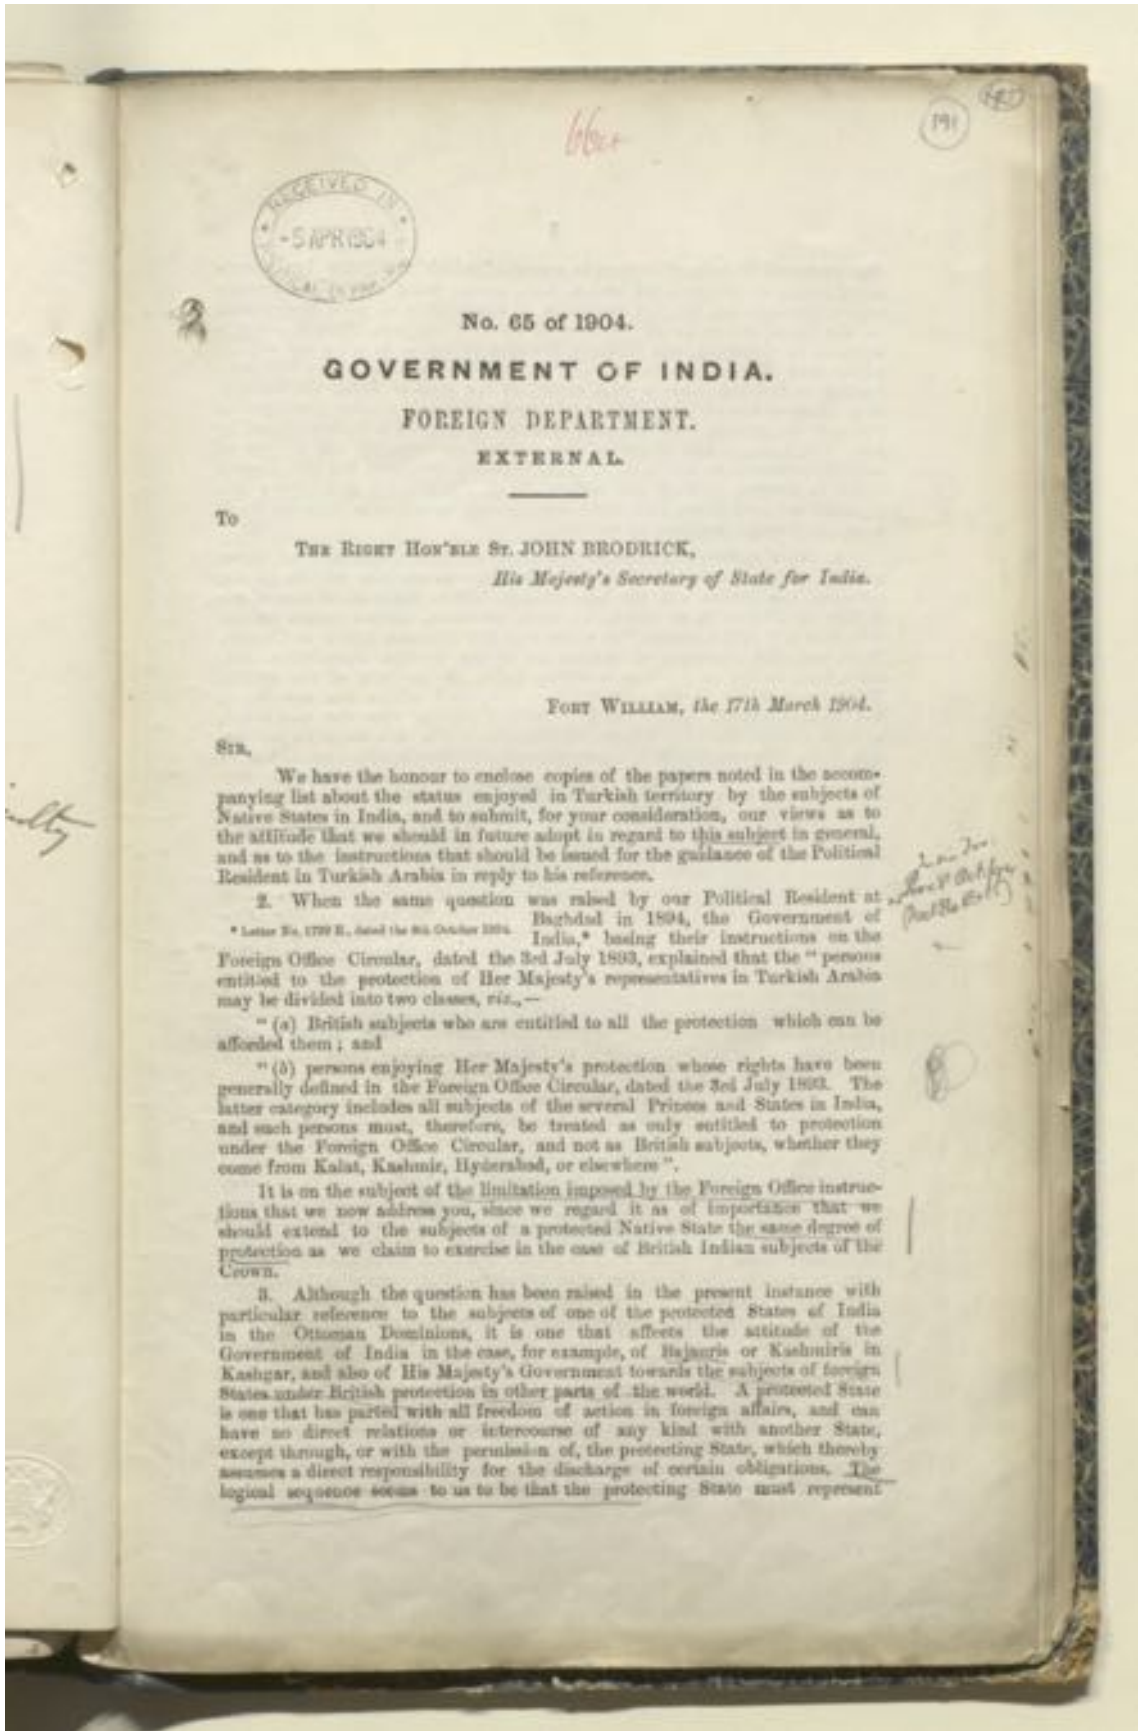 191
RECEIVED IN
-5 APR 1904
No. 65 of 1904.
GOVERNMENT OF INDIA.
FOREIGN DEPARTMENT.
EXTERNAL.
To
THE RIGHT HON'BLE ST. JOHN BRODRICK,
His Majesty's Secretary of State for India.
FORT WILLIAM, the 17th March 1904.
SIR,
We have the honour to enclose copies of the papers noted in the accom-
panying list about the status enjoyed in Turkish territory by the subjects of
Native States in India, and to submit, for your consideration, our views as to
the attitude that we should in future adopt in regard to this subject in general,
and as to the instructions that should be issued for the guidance of the Political
Resident in Turkish Arabia in reply to his reference.
2. When the same question was raised by our Political Resident at
Baghdad in 1894, the Government of
* Letter No. 1799 E., dated the 8th October 1894.
India,* basing their instructions on the
Foreign Office Circular, dated the 3rd July 1893, explained that the "persons
entitled to the protection of Her Majesty's representatives in Turkish Arabia
may be divided into two classes, viz.,—
"(a) British subjects who are entitled to all the protection which can be
afforded them; and
"(b) persons enjoying Her Majesty's protection whose rights have been
generally defined in the Foreign Office Circular, dated the 3rd July 1893. The
latter category includes all subjects of the several Princes and States in India,
and such persons must, therefore, be treated as only entitled to protection
under the Foreign Office Circular, and not as British subjects, whether they
come from Kalat, Kashmir, Hyderabad, or elsewhere".
It is on the subject of the limitation imposed by the Foreign Office instruc-
tions that we now address you, since we regard it as of importance that we
should extend to the subjects of a protected Native State the same degree of
protection as we claim to exercise in the case of British Indian subjects of the
Crown.
3. Although the question has been raised in the present instance with
particular reference to the subjects of one of the protected States of India
in the Ottoman Dominions, it is one that affects the attitude of the
Government of India in the case, for example, of Bajauris or Kashmiris in
Kashgar, and also of His Majesty's Government towards the subjects of foreign
States under British protection in other parts of the world. A protected State
is one that has parted with all freedom of action in foreign affairs, and can
have no direct relations or intercourse of any kind with another State,
except through, or with the permission of, the protecting State, which thereby
assumes a direct responsibility for the discharge of certain obligations. The
logical sequence seems to us to be that the protecting State must represent